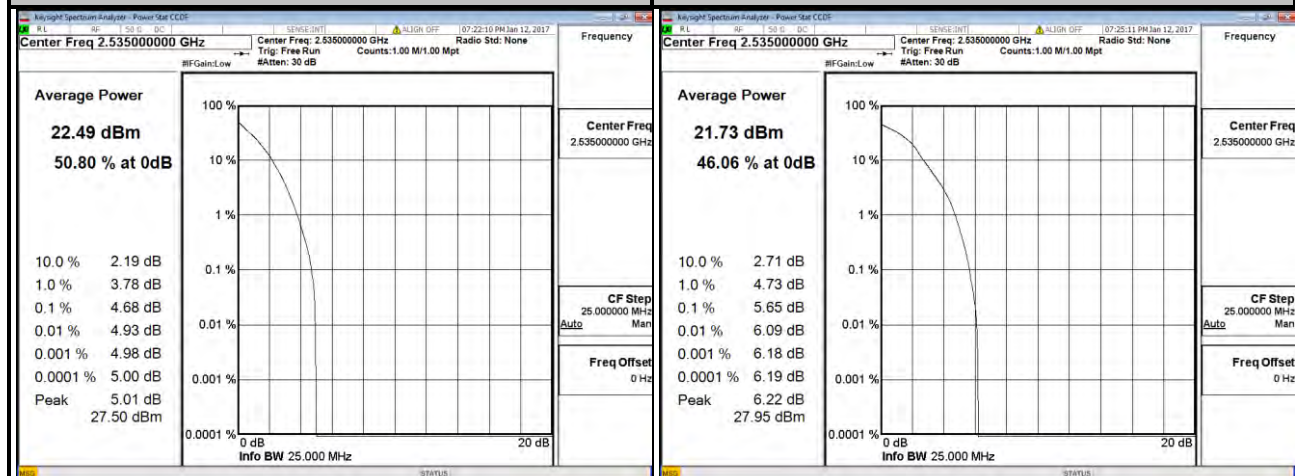 Keysight Spectrum Analyzer - Power Stat CCDF
RL RF 50 Ω DC SENSE:INT ALIGN OFF 07:22:10 PM Jan 12, 2017
Center Freq 2.535000000 GHz
Center Freq: 2.535000000 GHz Radio Std: None
Trig: Free Run Counts:1.00 M/1.00 Mpt
#IFGain:Low #Atten: 30 dB
Frequency
Average Power
22.49 dBm
50.80 % at 0dB
10.0 % 2.19 dB
1.0 % 3.78 dB
0.1 % 4.68 dB
0.01 % 4.93 dB
0.001 % 4.98 dB
0.0001 % 5.00 dB
Peak 5.01 dB
27.50 dBm
100 %
10 %
1 %
0.1 %
0.01 %
0.001 %
0.0001 %
0 dB 20 dB
Info BW 25.000 MHz
Center Freq
2.535000000 GHz
CF Step
25.000000 MHz
Auto Man
Freq Offset
0 Hz
MSG STATUS
Keysight Spectrum Analyzer - Power Stat CCDF
RL RF 50 Ω DC SENSE:INT ALIGN OFF 07:25:11 PM Jan 12, 2017
Center Freq 2.535000000 GHz
Center Freq: 2.535000000 GHz Radio Std: None
Trig: Free Run Counts:1.00 M/1.00 Mpt
#IFGain:Low #Atten: 30 dB
Frequency
Average Power
21.73 dBm
46.06 % at 0dB
10.0 % 2.71 dB
1.0 % 4.73 dB
0.1 % 5.65 dB
0.01 % 6.09 dB
0.001 % 6.18 dB
0.0001 % 6.19 dB
Peak 6.22 dB
27.95 dBm
100 %
10 %
1 %
0.1 %
0.01 %
0.001 %
0.0001 %
0 dB 20 dB
Info BW 25.000 MHz
Center Freq
2.535000000 GHz
CF Step
25.000000 MHz
Auto Man
Freq Offset
0 Hz
MSG STATUS